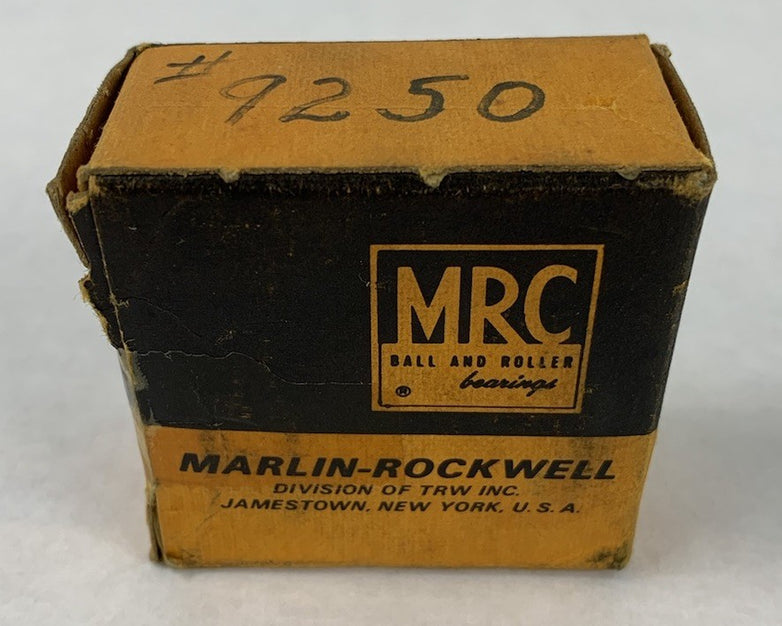 # 9250
MRC
BALL AND ROLLER
bearings
®
MARLIN-ROCKWELL
DIVISION OF TRW INC.
JAMESTOWN, NEW YORK, U.S.A.